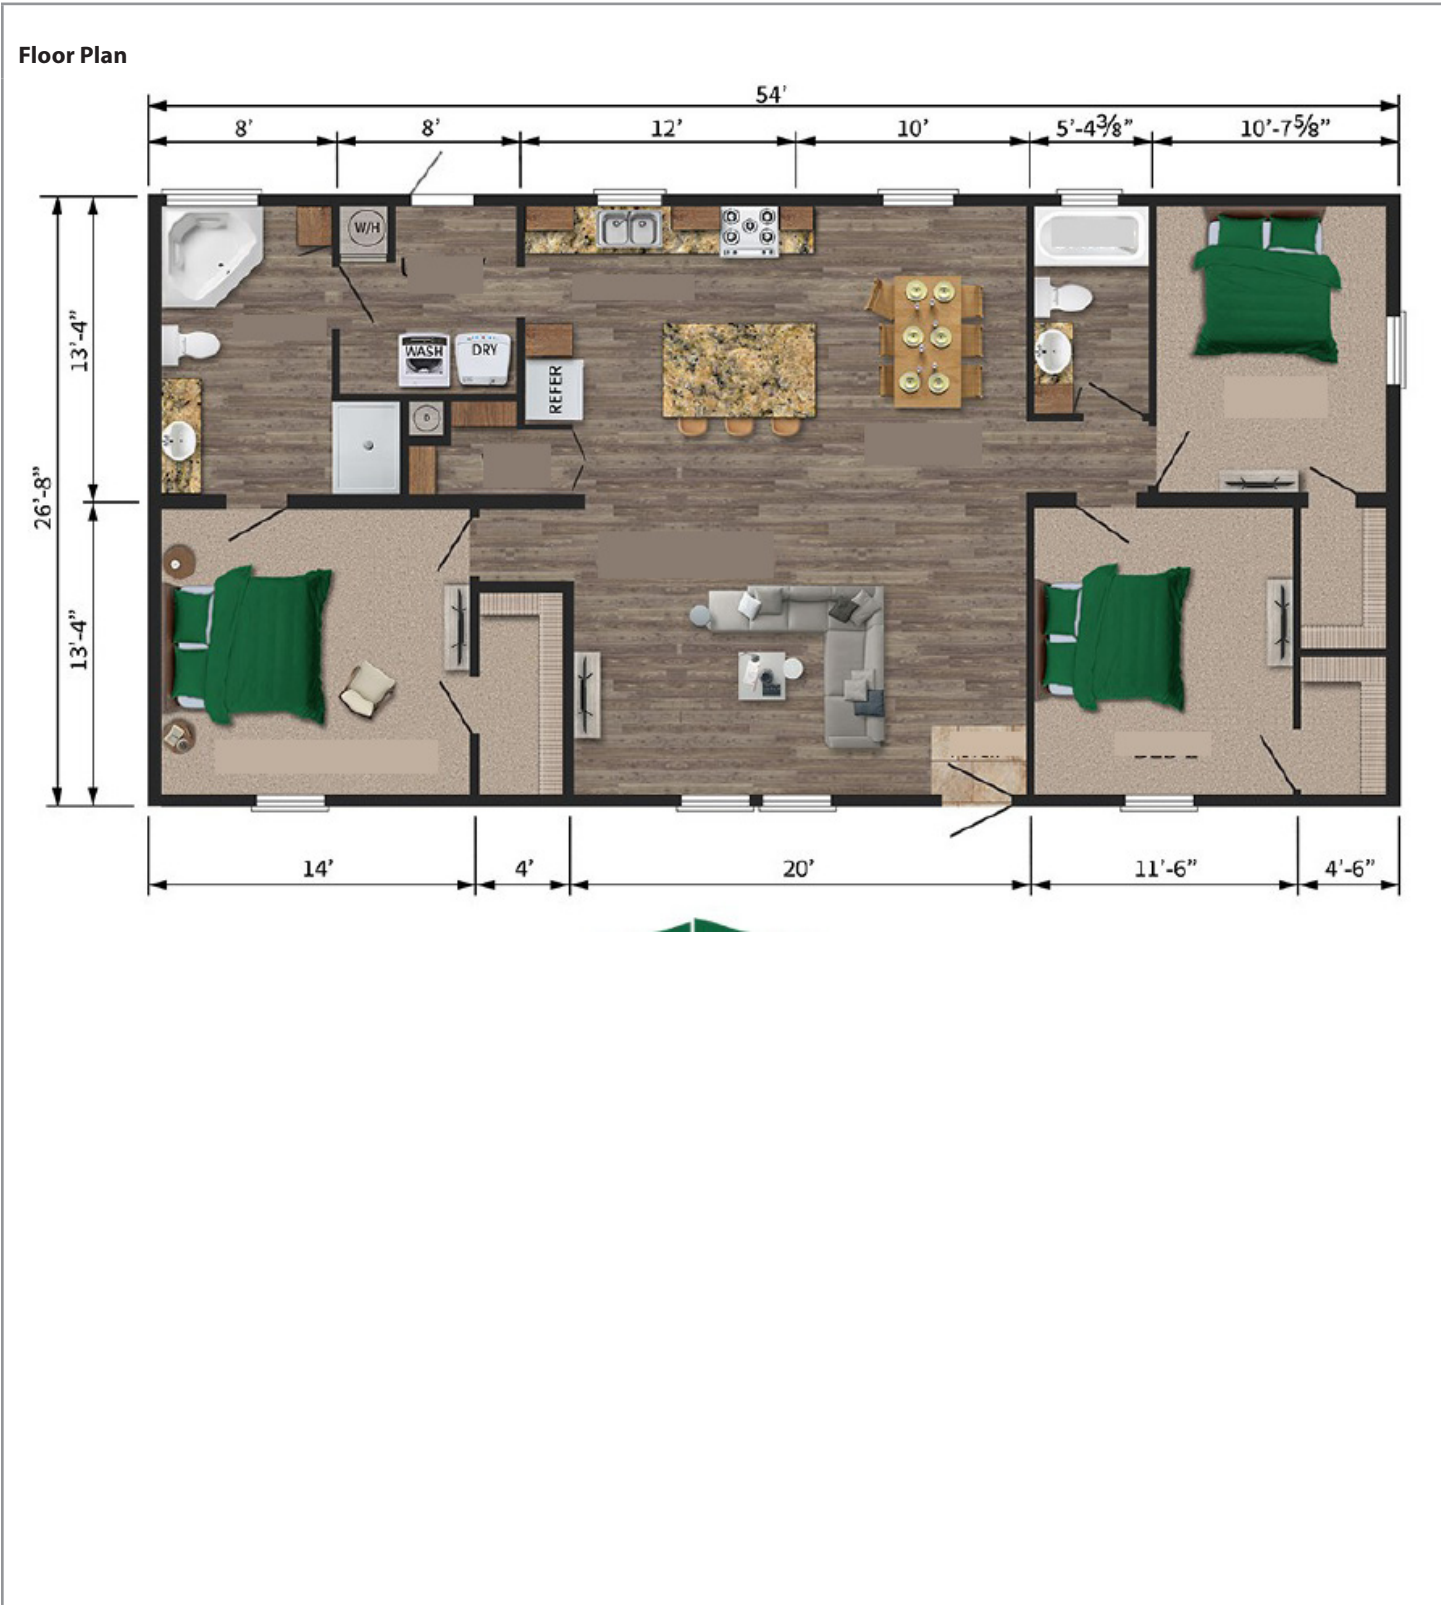 Floor Plan
54'
8' 8' 12' 10' 5'-4⅜" 10'-7⅝"
W/H
13'-4"
WASH DRY
REFER
D
26'-8"
13'-4"
14' 4' 20' 11'-6" 4'-6"